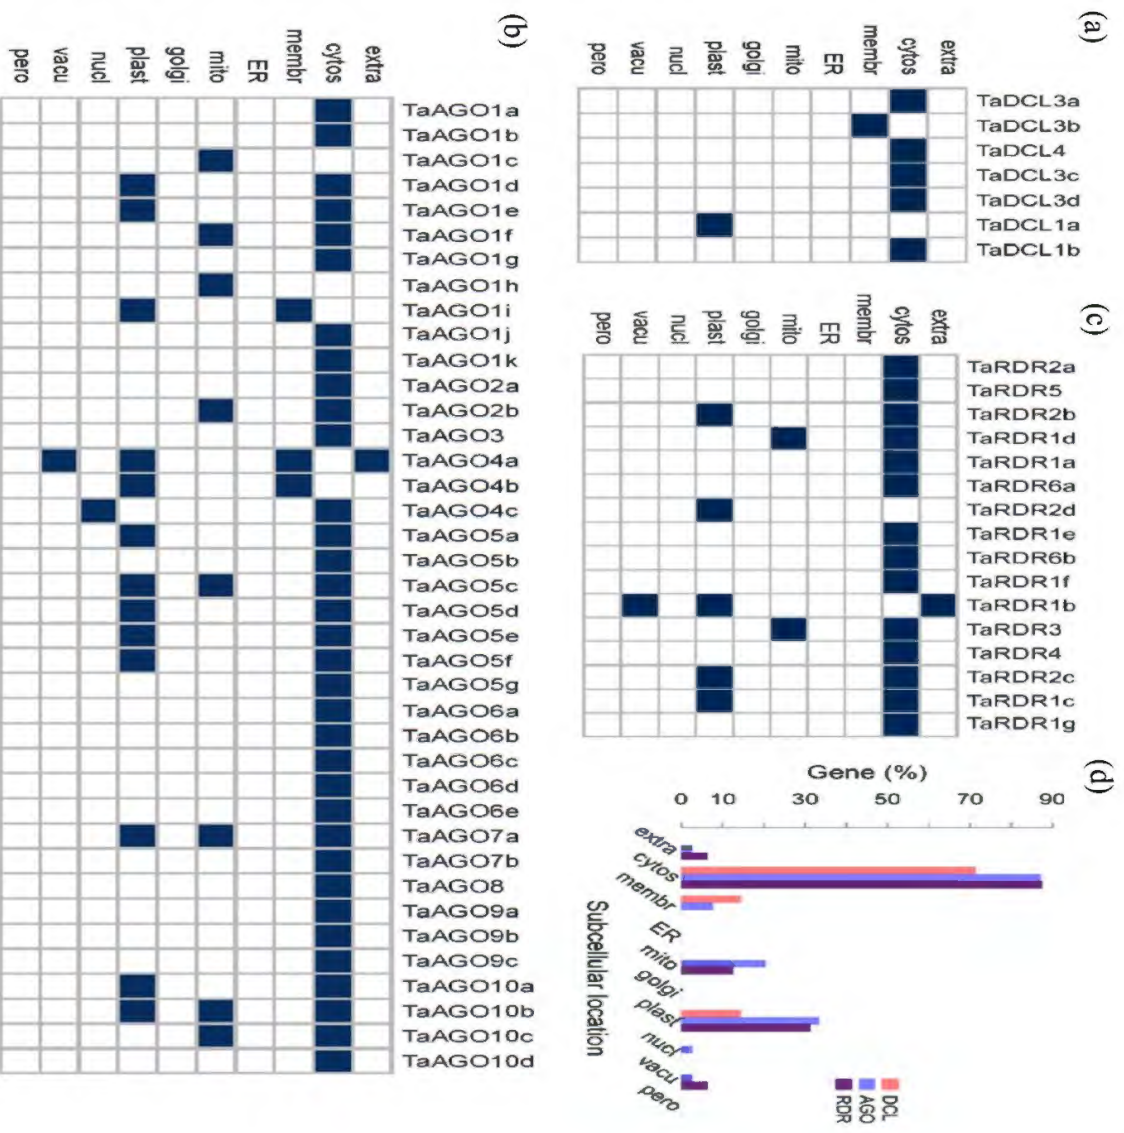 (a)
TaDCL3a
TaDCL3b
TaDCL4
TaDCL3c
TaDCL3d
TaDCL1a
TaDCL1b
extra
cytos
membr
ER
mito
golgi
plast
nucl
vacu
pero
(b)
TaAGO1a
TaAGO1b
TaAGO1c
TaAGO1d
TaAGO1e
TaAGO1f
TaAGO1g
TaAGO1h
TaAGO1i
TaAGO1j
TaAGO1k
TaAGO2a
TaAGO2b
TaAGO3
TaAGO4a
TaAGO4b
TaAGO4c
TaAGO5a
TaAGO5b
TaAGO5c
TaAGO5d
TaAGO5e
TaAGO5f
TaAGO5g
TaAGO6a
TaAGO6b
TaAGO6c
TaAGO6d
TaAGO6e
TaAGO7a
TaAGO7b
TaAGO8
TaAGO9a
TaAGO9b
TaAGO9c
TaAGO10a
TaAGO10b
TaAGO10c
TaAGO10d
extra
cytos
membr
ER
mito
golgi
plast
nucl
vacu
pero
(c)
TaRDR2a
TaRDR5
TaRDR2b
TaRDR1d
TaRDR1a
TaRDR6a
TaRDR2d
TaRDR1e
TaRDR6b
TaRDR1f
TaRDR1b
TaRDR3
TaRDR4
TaRDR2c
TaRDR1c
TaRDR1g
extra
cytos
membr
ER
mito
golgi
plast
nucl
vacu
pero
(d)
Gene (%)
0 10 30 50 70 90
extra
cytos
membr
ER
mito
golgi
plast
nucl
vacu
pero
Subcellular location
DCL
AGO
RDR